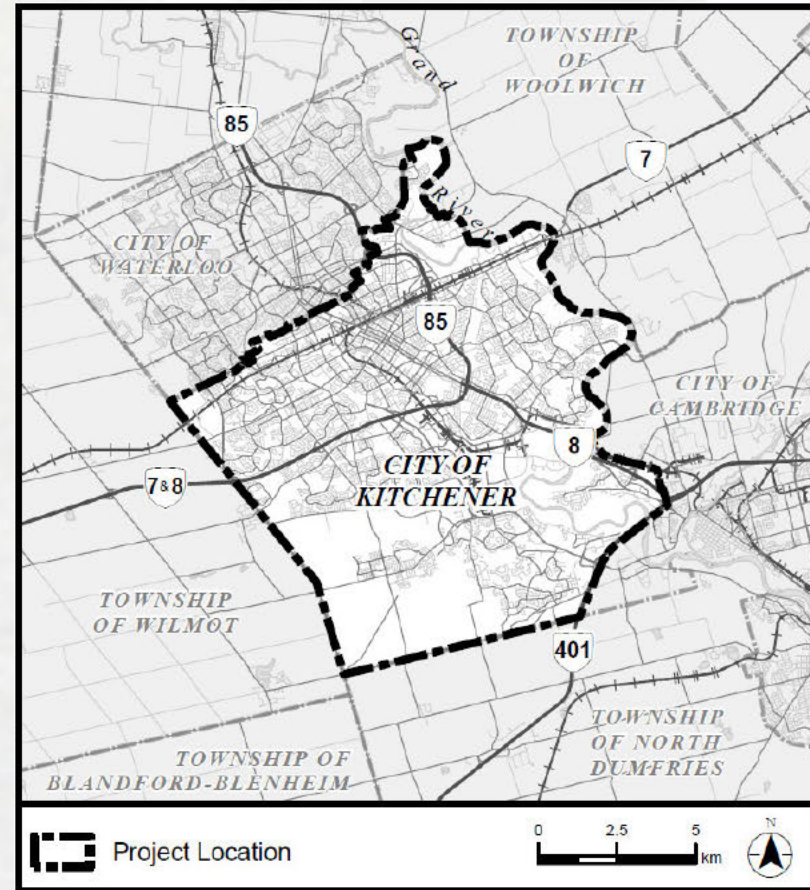 Grand
TOWNSHIP
OF
WOOLWICH
85
7
River
CITY OF
WATERLOO
85
CITY OF
CAMBRIDGE
8
CITY OF
KITCHENER
7&8
TOWNSHIP
OF WILMOT
401
TOWNSHIP
OF NORTH
DUMFRIES
TOWNSHIP OF
BLANDFORD-BLENHEIM
Project Location
0 2.5 5
km
N